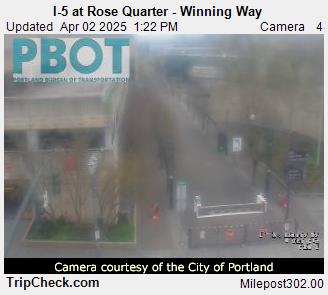 I-5 at Rose Quarter - Winning Way
Updated Apr 02 2025 1:22 PM Camera 4
PBOT
PORTLAND BUREAU OF TRANSPORTATION
Camera courtesy of the City of Portland
TripCheck.com Milepost302.00